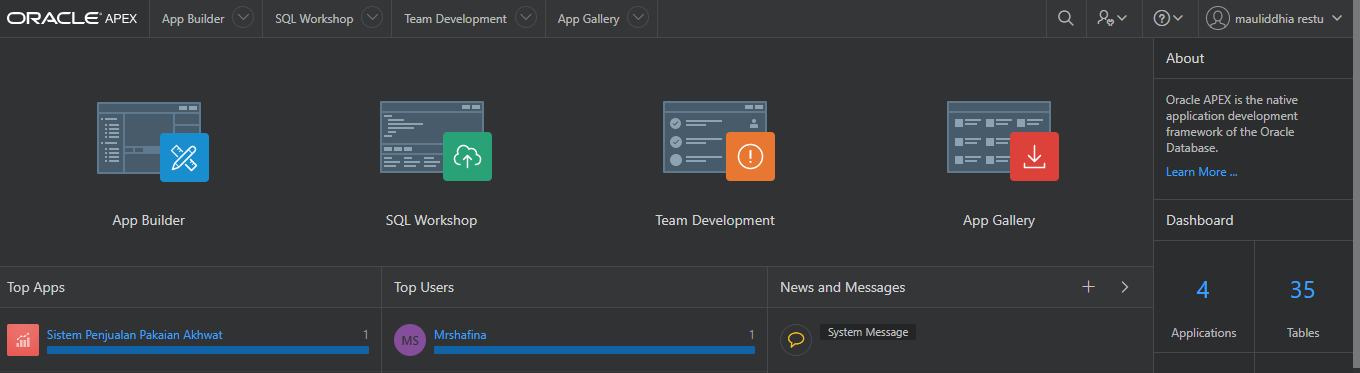 ORACLE APEX App Builder SQL Workshop Team Development App Gallery mauliddhia restu
About
Oracle APEX is the native
application development
framework of the Oracle
Database.
Learn More ...
App Builder SQL Workshop Team Development App Gallery
Dashboard
4 35
Applications Tables
Top Apps Top Users News and Messages
Sistem Penjualan Pakaian Akhwat 1
MS Mrshafina 1
System Message